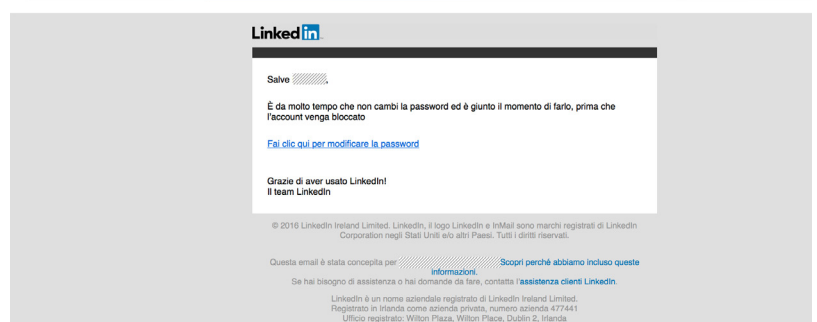 Linked in
Salve ,
È da molto tempo che non cambi la password ed è giunto il momento di farlo, prima che
l'account venga bloccato
Fai clic qui per modificare la password
Grazie di aver usato LinkedIn!
Il team LinkedIn
© 2016 LinkedIn Ireland Limited. LinkedIn, il logo LinkedIn e InMail sono marchi registrati di LinkedIn
Corporation negli Stati Uniti e/o altri Paesi. Tutti i diritti riservati.
Questa email è stata concepita per Scopri perchè abbiamo incluso queste
informazioni.
Se hai bisogno di assistenza o hai domande da fare, contatta l'assistenza clienti LinkedIn.
LinkedIn è un nome aziendale registrato di LinkedIn Ireland Limited.
Registrato in Irlanda come azienda privata, numero azienda 477441
Ufficio registrato: Wilton Plaza, Wilton Place, Dublin 2, Irlanda